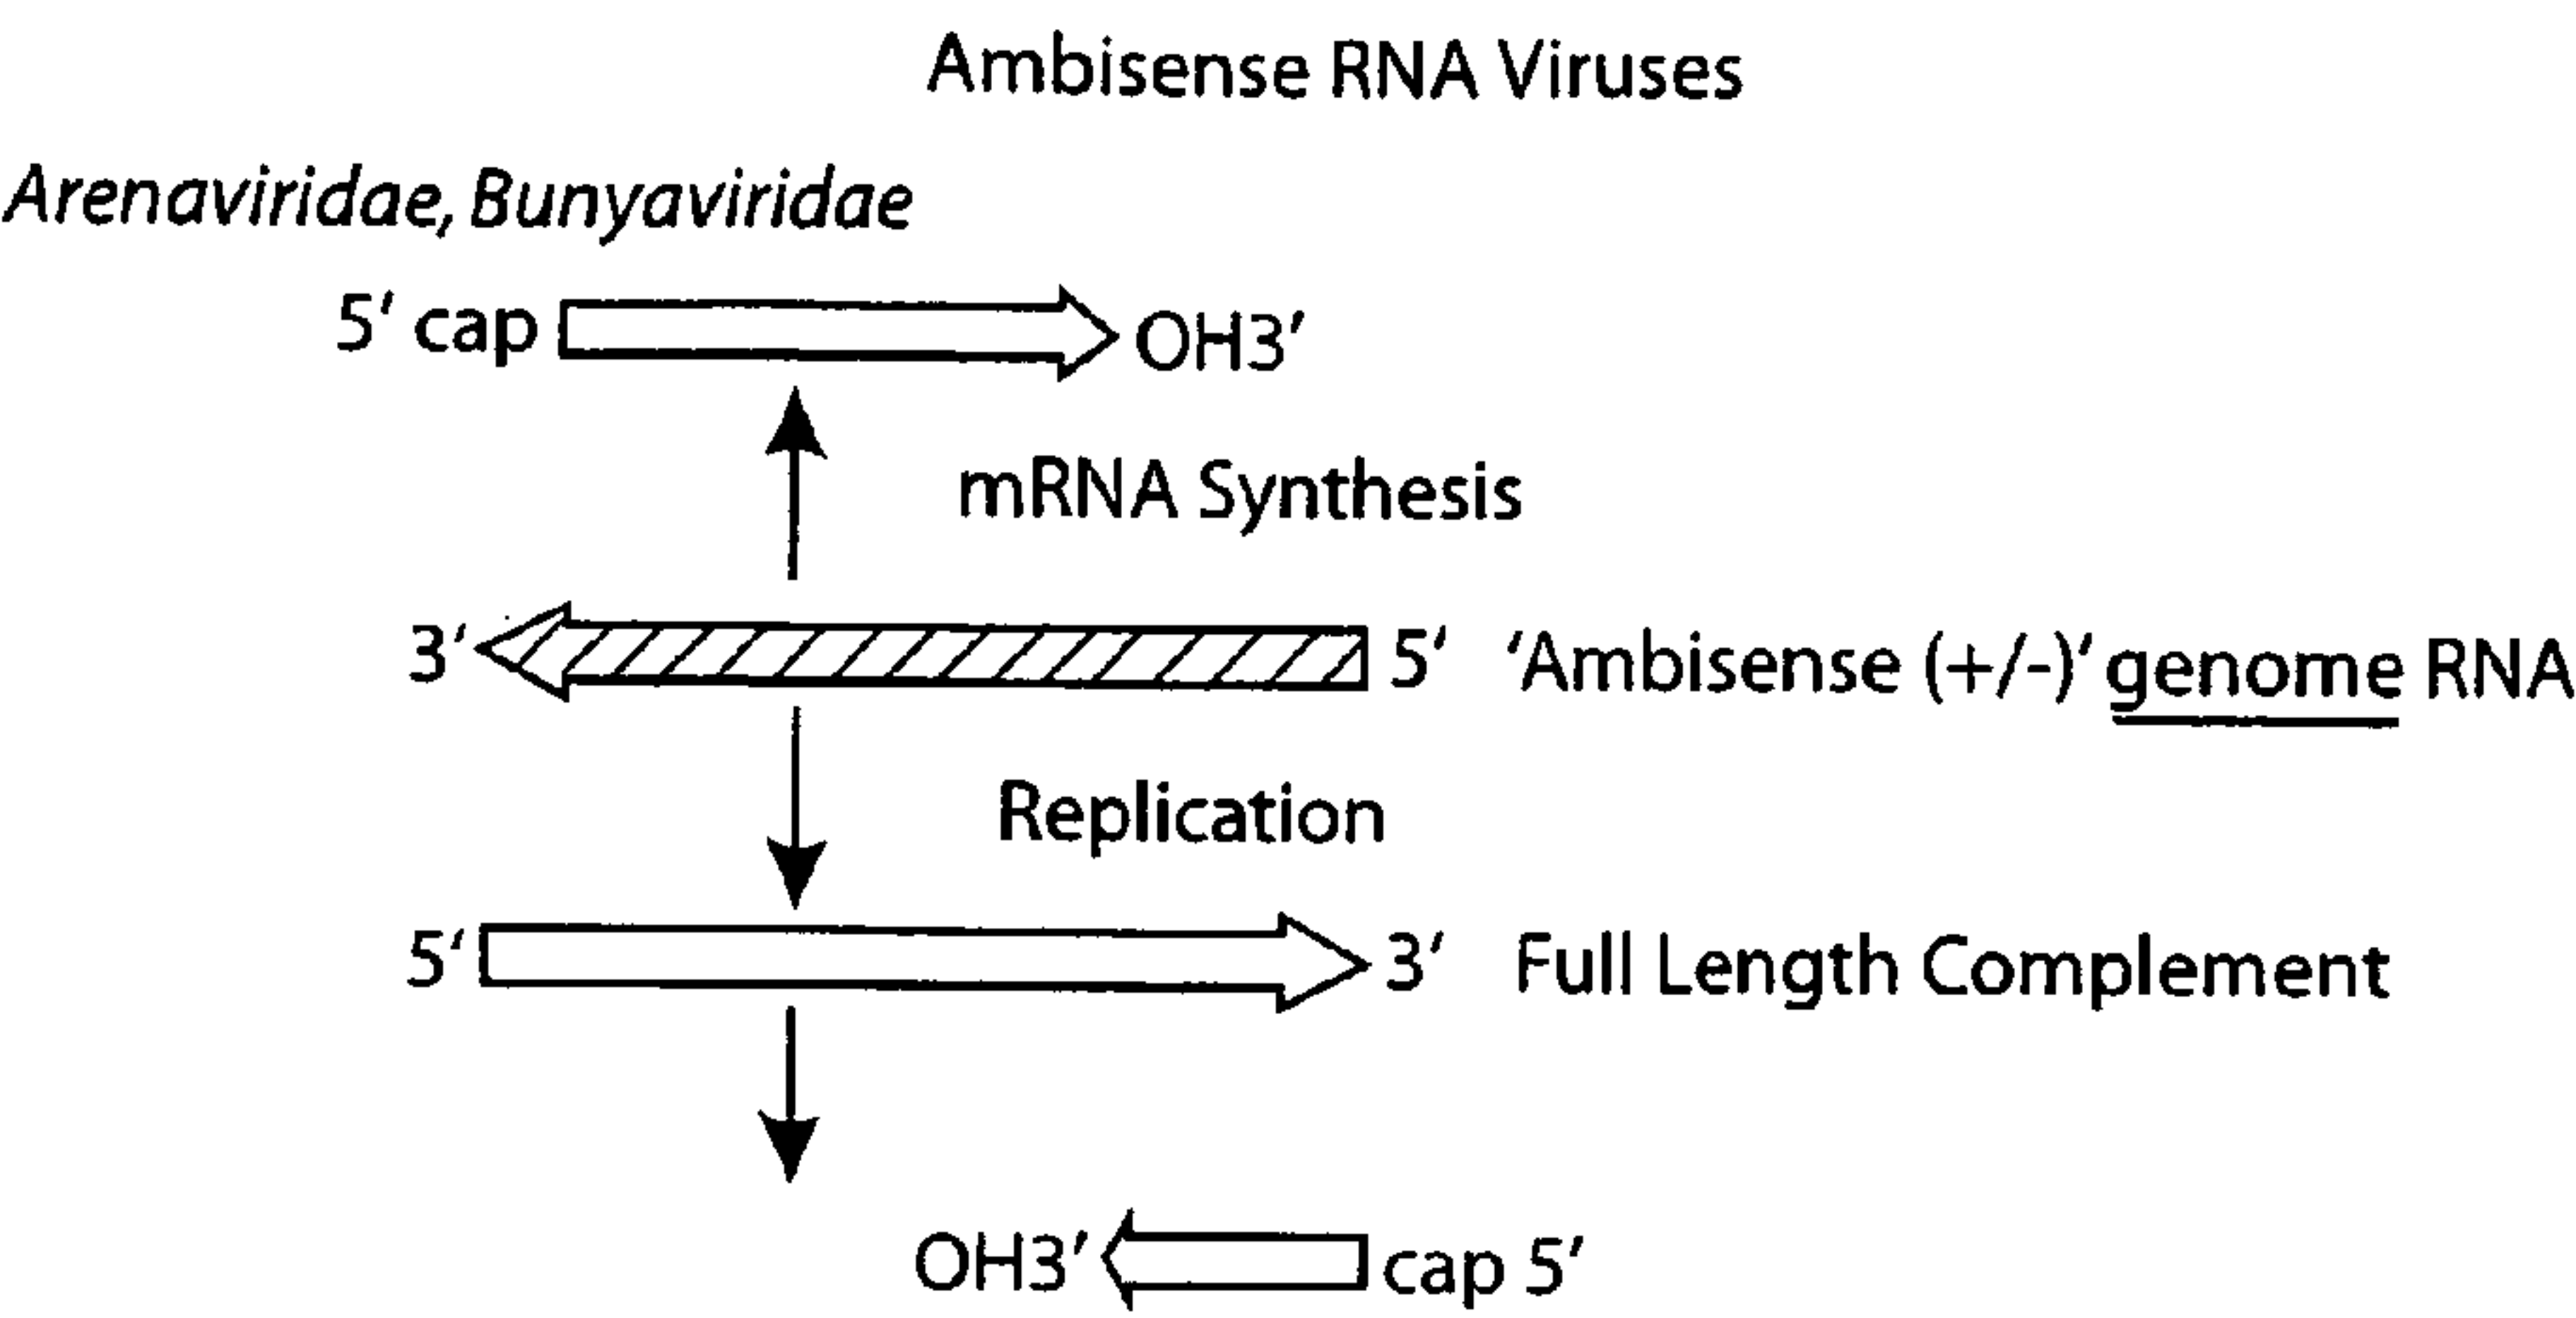 Ambisense RNA Viruses
Arenaviridae, Bunyaviridae
5' cap OH3'
mRNA Synthesis
3' 5' 'Ambisense (+/-)' genome RNA
Replication
5' 3' Full Length Complement
OH3' cap 5'